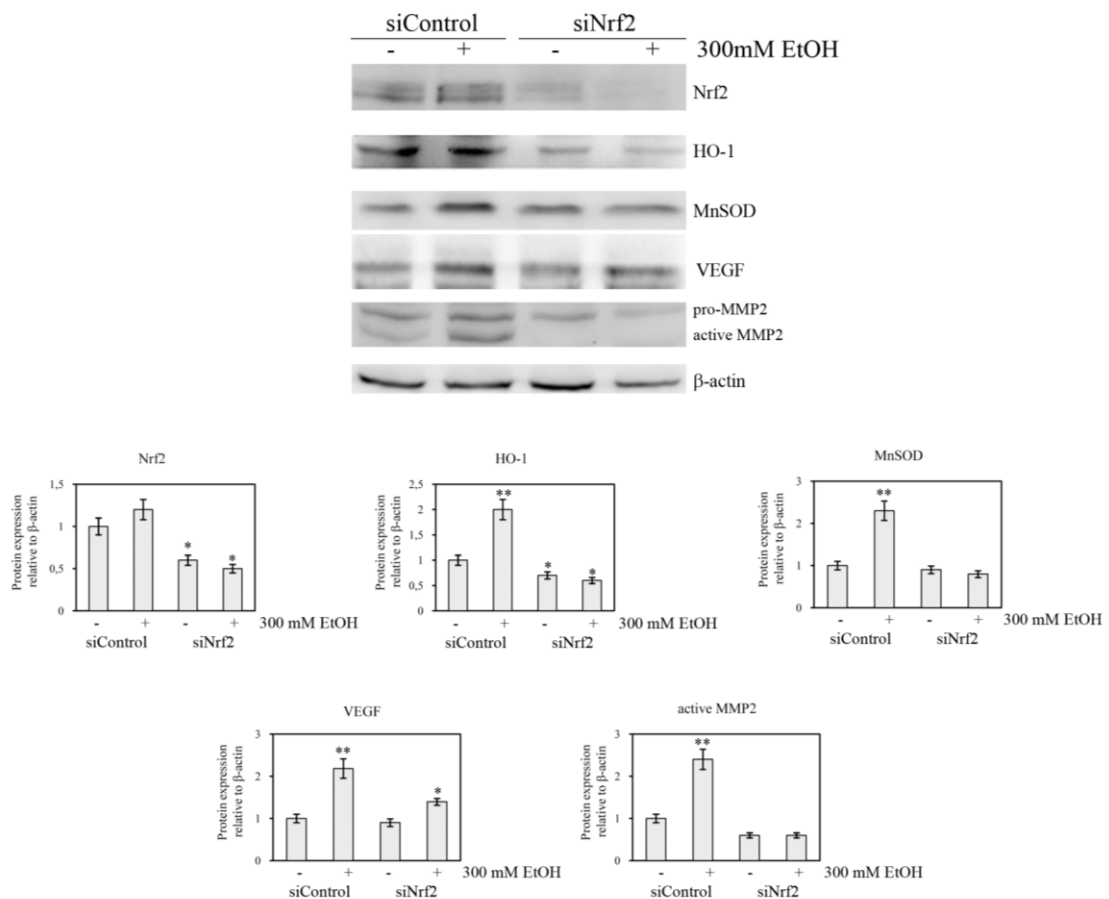 siControl siNrf2
- + - + 300mM EtOH
Nrf2
HO-1
MnSOD
VEGF
pro-MMP2
active MMP2
β-actin
Nrf2
Protein expression
relative to β-actin
1,5
1
0,5
0
* *
- + - + 300 mM EtOH
siControl siNrf2
HO-1
Protein expression
relative to β-actin
2,5
2
1,5
1
0,5
0
** * *
- + - + 300 mM EtOH
siControl siNrf2
MnSOD
Protein expression
relative to β-actin
3
2
1
0
**
- + - + 300 mM EtOH
siControl siNrf2
VEGF
Protein expression
relative to β-actin
3
2
1
0
** *
- + - + 300 mM EtOH
siControl siNrf2
active MMP2
Protein expression
relative to β-actin
3
2
1
0
**
- + - + 300 mM EtOH
siControl siNrf2